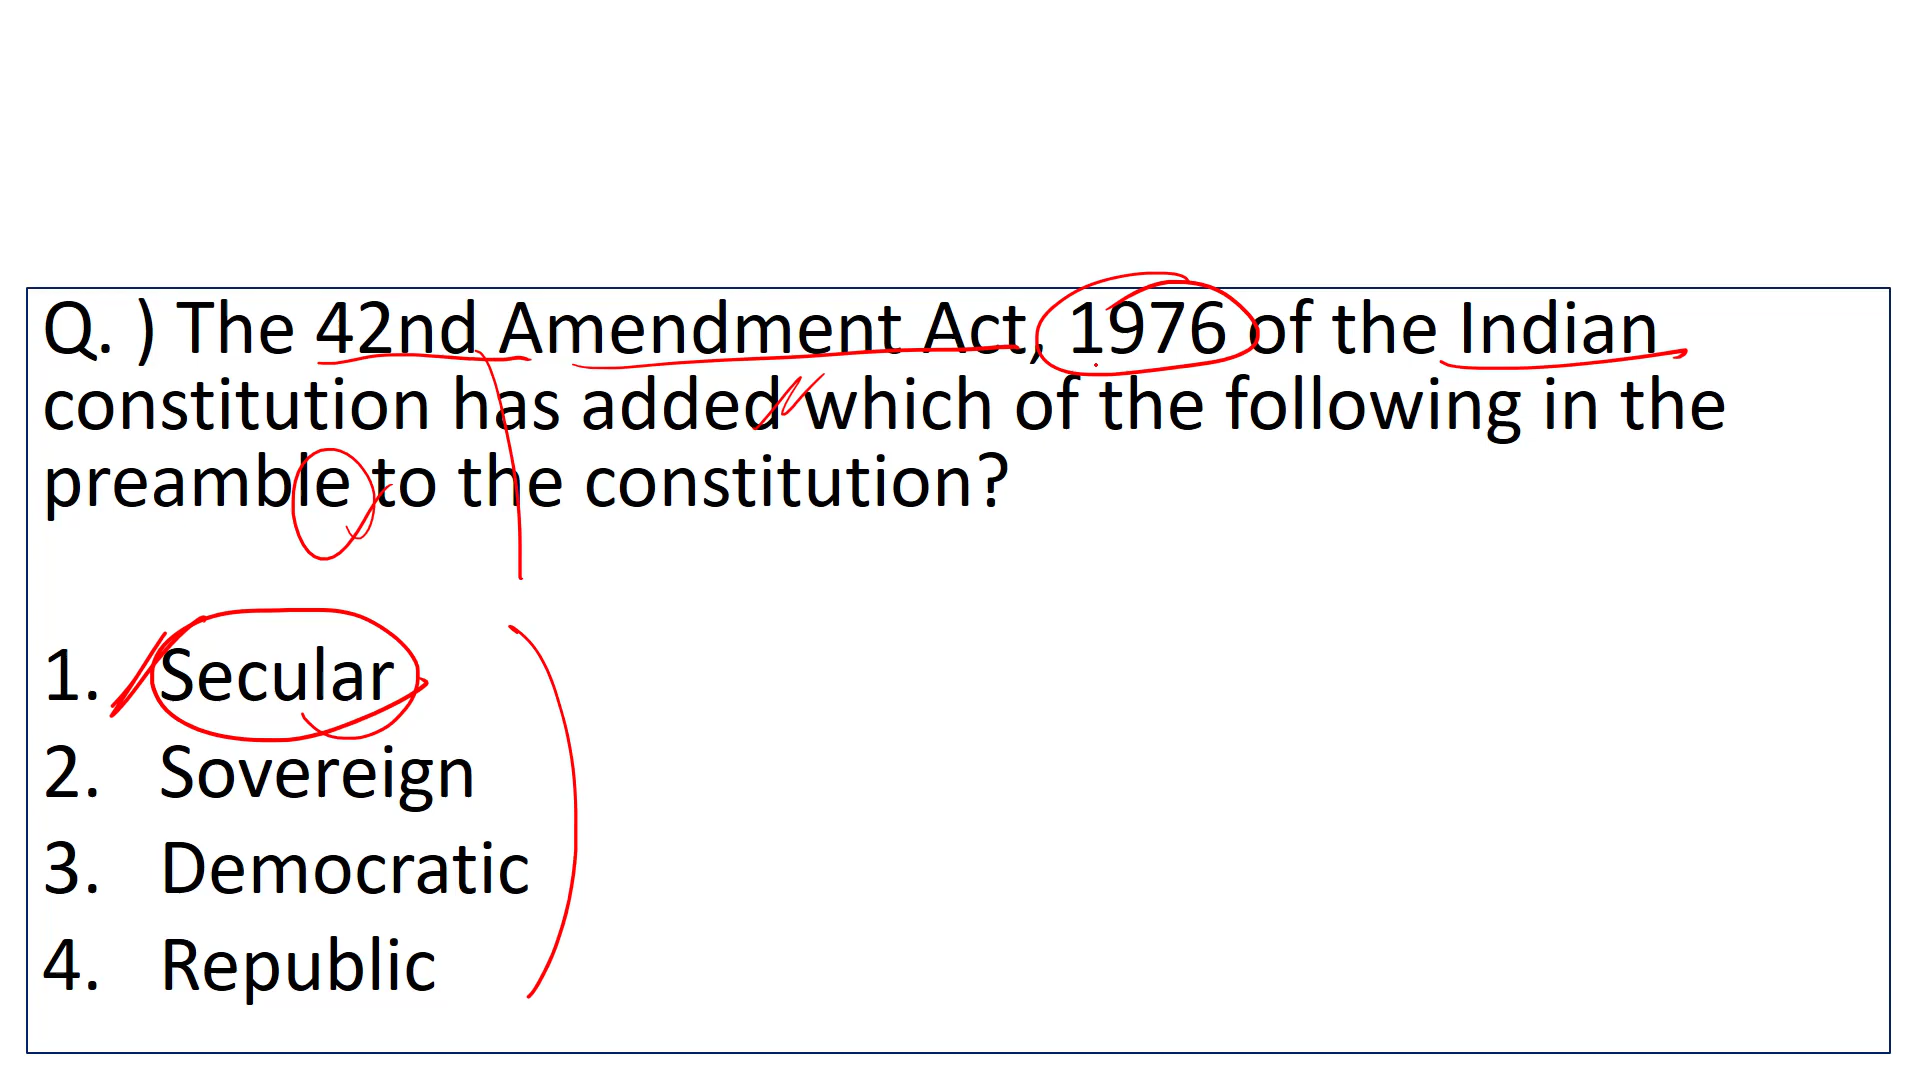 Q. ) The 42nd Amendment Act, 1976 of the Indian
constitution has added which of the following in the
preamble to the constitution?
1. Secular
2. Sovereign
3. Democratic
4. Republic